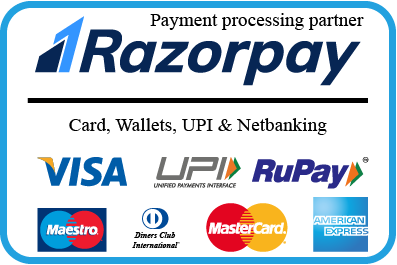 Payment processing partner
Razorpay
Card, Wallets, UPI & Netbanking
VISA
UPI
UNIFIED PAYMENTS INTERFACE
RuPay
Maestro
Diners Club
International
MasterCard
AMERICAN
EXPRESS